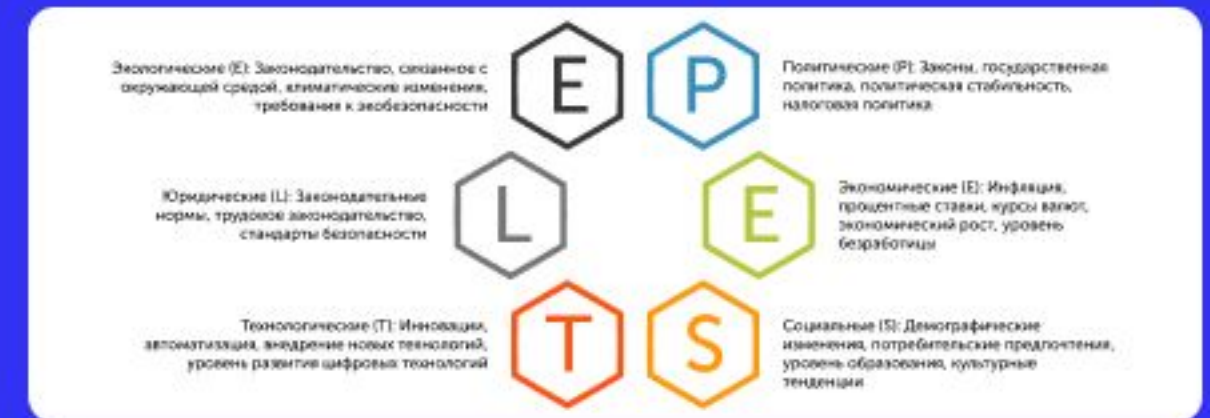 Экологические (E): Законодательство, связанное с
окружающей средой, климатические изменения,
требования к экобезопасности
E
P
Политические (P): Законы, государственная
политика, политическая стабильность,
налоговая политика
Юридические (L): Законодательные
нормы, трудовое законодательство,
стандарты безопасности
L
E
Экономические (E): Инфляция,
процентные ставки, курсы валют,
экономический рост, уровень
безработицы
Технологические (T): Инновации,
автоматизация, внедрение новых технологий,
уровень развития цифровых технологий
T
S
Социальные (S): Демографические
изменения, потребительские предпочтения,
уровень образования, культурные
тенденции